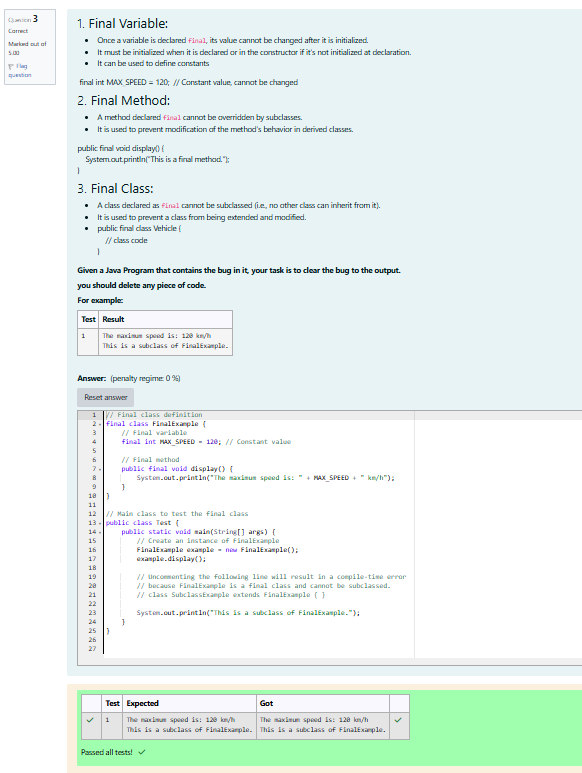 Question 3
Correct
Marked out of
5.00
Flag
question
1. Final Variable:
Once a variable is declared final, its value cannot be changed after it is initialized.
It must be initialized when it is declared or in the constructor if it's not initialized at declaration.
It can be used to define constants
final int MAX_SPEED = 120; // Constant value, cannot be changed
2. Final Method:
A method declared final cannot be overridden by subclasses.
It is used to prevent modification of the method's behavior in derived classes.
public final void display() {
System.out.println("This is a final method.");
}
3. Final Class:
A class declared as final cannot be subclassed (i.e., no other class can inherit from it).
It is used to prevent a class from being extended and modified.
public final class Vehicle {
// class code
}
Given a Java Program that contains the bug in it, your task is to clear the bug to the output.
you should delete any piece of code.
For example:
Test Result
1 The maximum speed is: 120 km/h
This is a subclass of FinalExample.
Answer: (penalty regime: 0 %)
Reset answer
1 // Final class definition
2 final class FinalExample {
3 // Final variable
4 final int MAX_SPEED = 120; // Constant value
5
6 // Final method
7 public final void display() {
8 System.out.println("The maximum speed is: " + MAX_SPEED + " km/h");
9 }
10 }
11
12 // Main class to test the final class
13 public class Test {
14 public static void main(String[] args) {
15 // Create an instance of FinalExample
16 FinalExample example = new FinalExample();
17 example.display();
18
19 // Uncommenting the following line will result in a compile-time error
20 // because FinalExample is a final class and cannot be subclassed.
21 // class SubclassExample extends FinalExample { }
22
23 System.out.println("This is a subclass of FinalExample.");
24 }
25 }
26
27
Test Expected Got
1 The maximum speed is: 120 km/h The maximum speed is: 120 km/h
This is a subclass of FinalExample. This is a subclass of FinalExample.
Passed all tests!